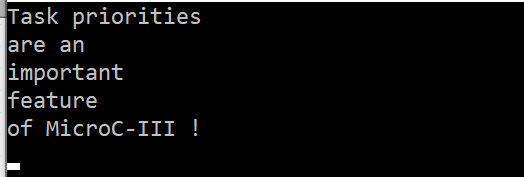 Task priorities
are an
important
feature
of MicroC-III !